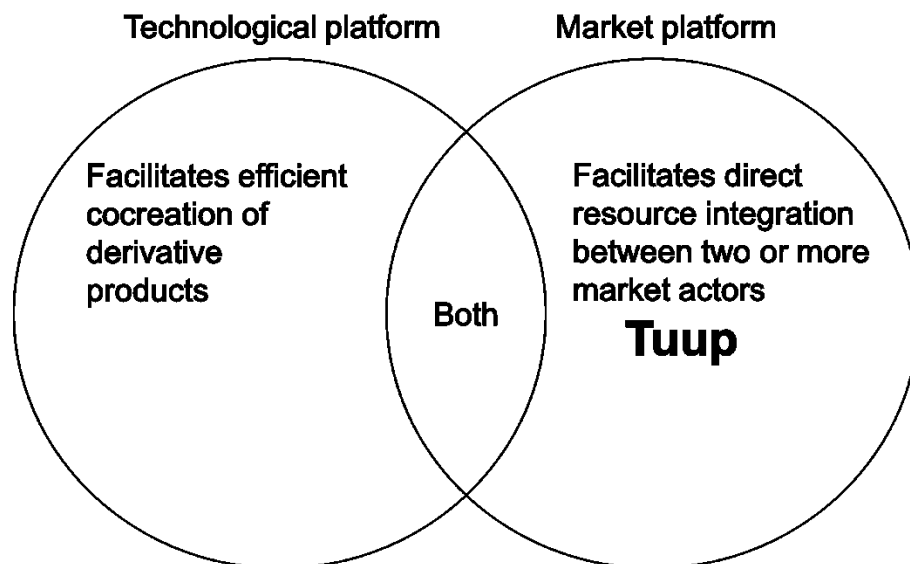 Technological platform
Market platform
Facilitates efficient
cocreation of
derivative
products
Both
Facilitates direct
resource integration
between two or more
market actors
Tuup